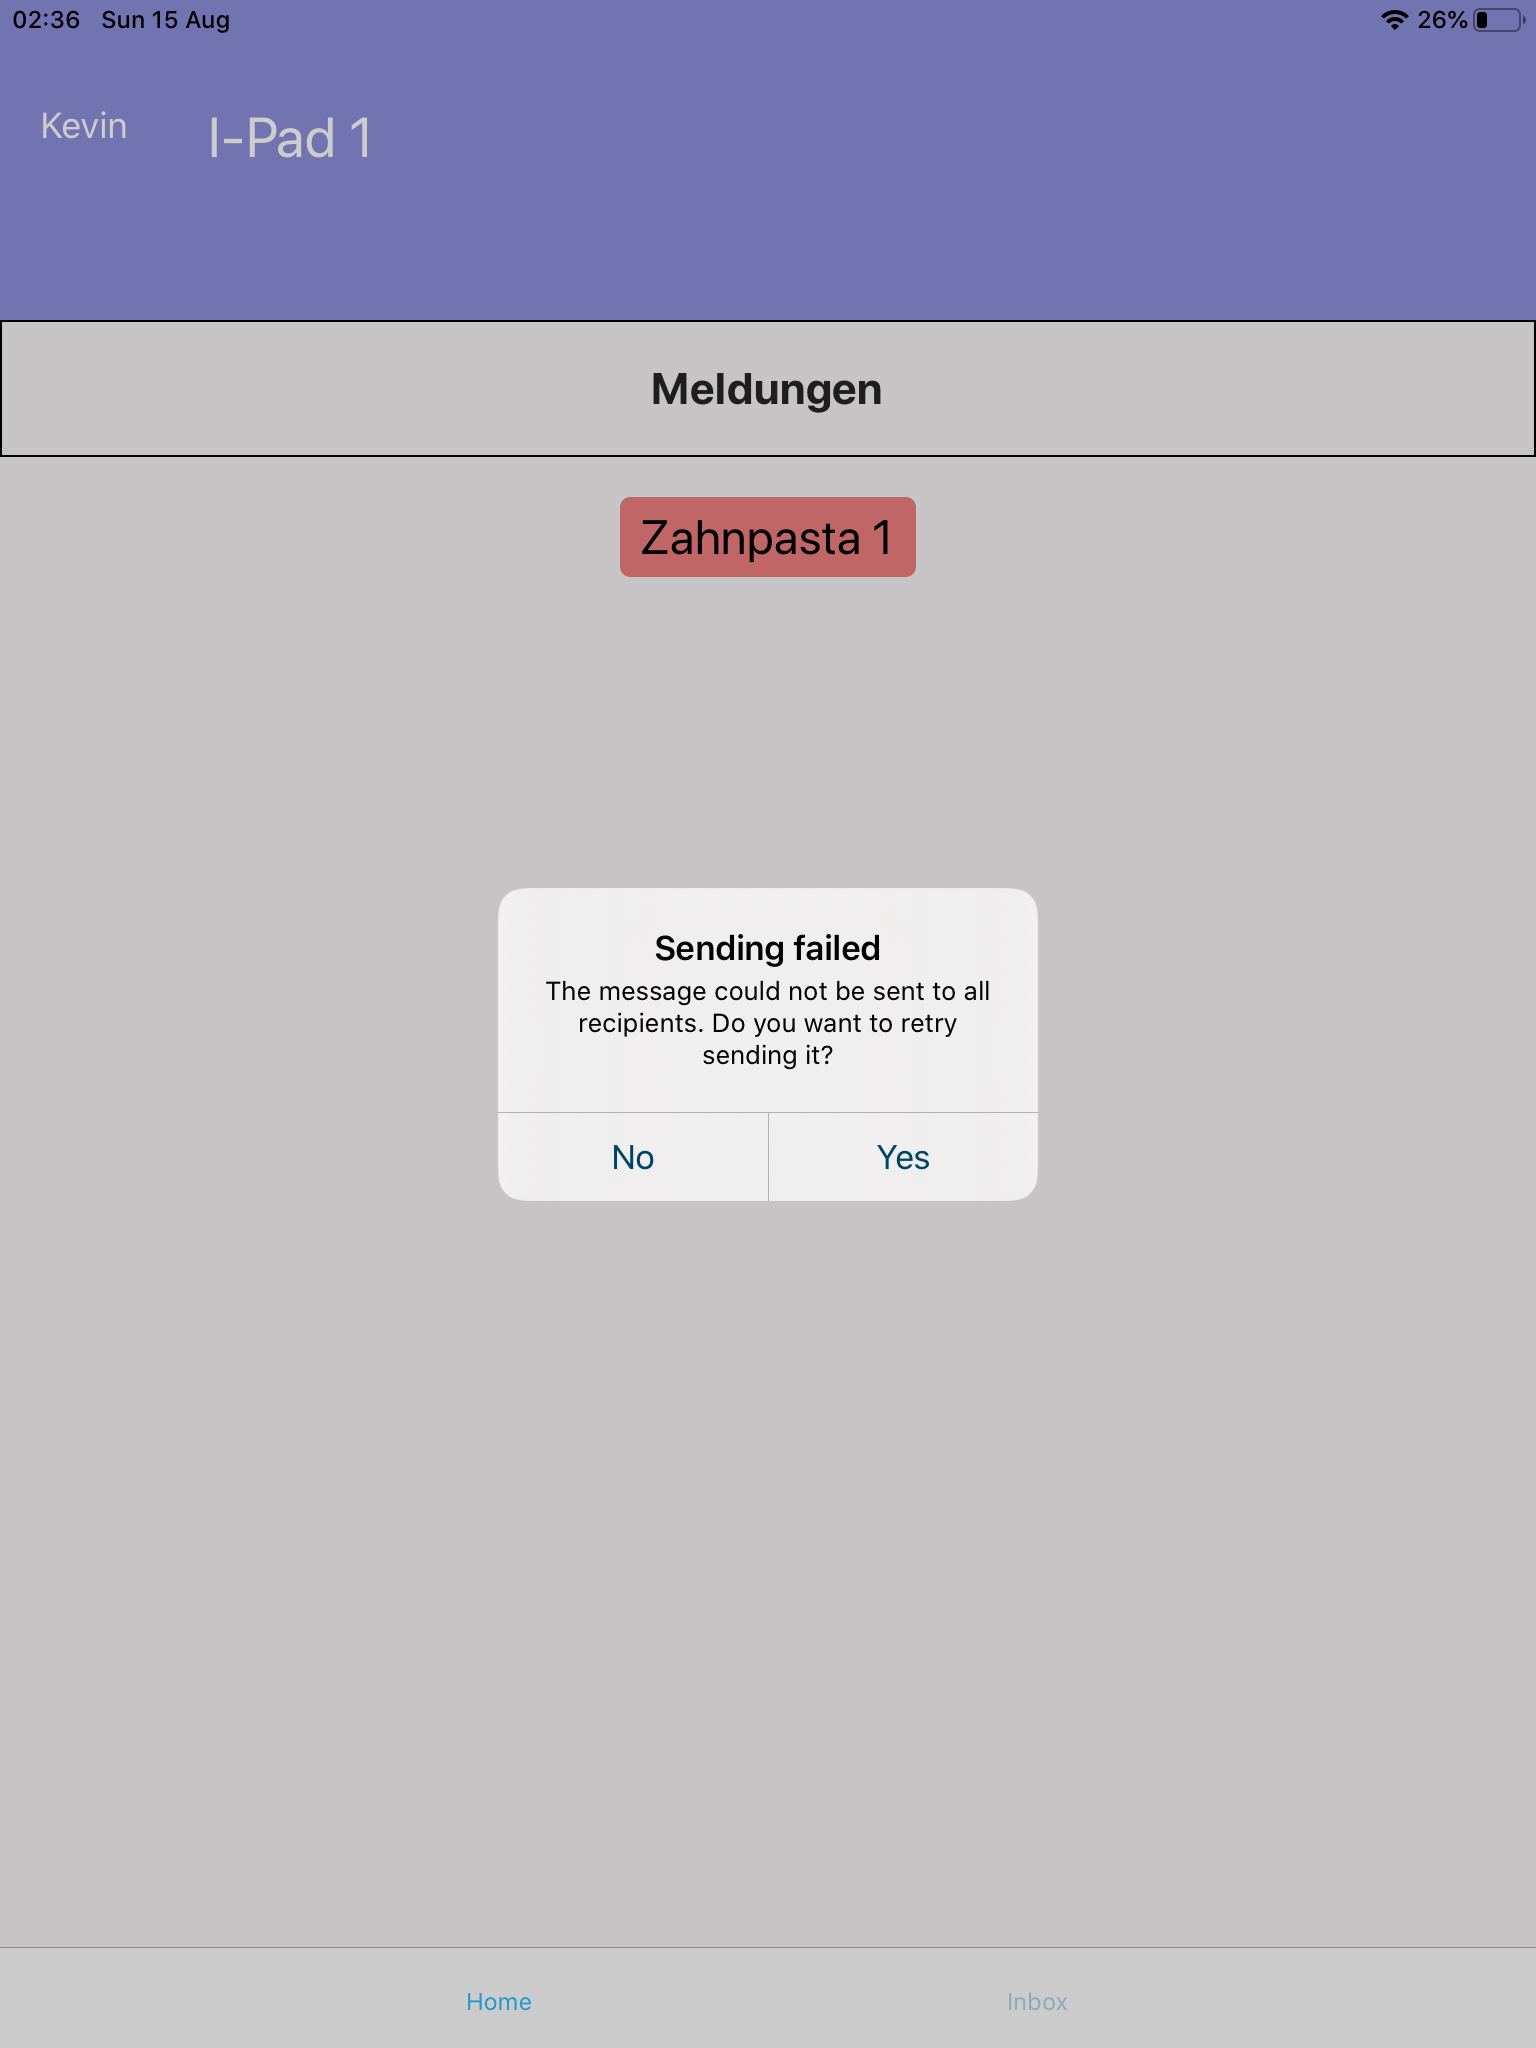 02:36 Sun 15 Aug 26%
Kevin I-Pad 1
Meldungen
Zahnpasta 1
Sending failed
The message could not be sent to all
recipients. Do you want to retry
sending it?
No Yes
Home Inbox